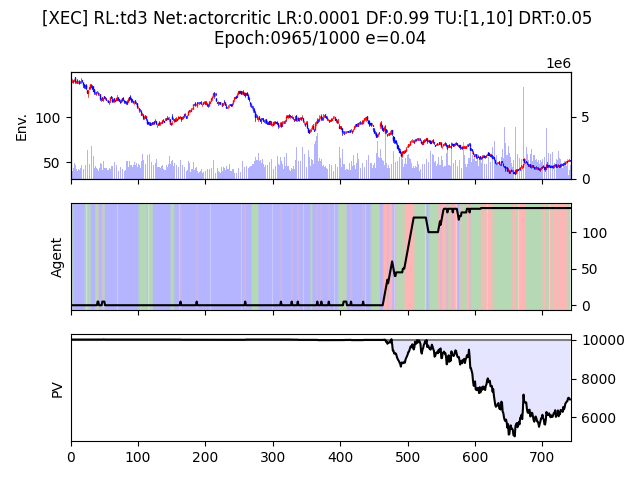 [XEC] RL:td3 Net:actorcritic LR:0.0001 DF:0.99 TU:[1,10] DRT:0.05
Epoch:0965/1000 e=0.04
1e6
Env.
100
50
5
0
Agent
100
50
0
PV
10000
8000
6000
0 100 200 300 400 500 600 700